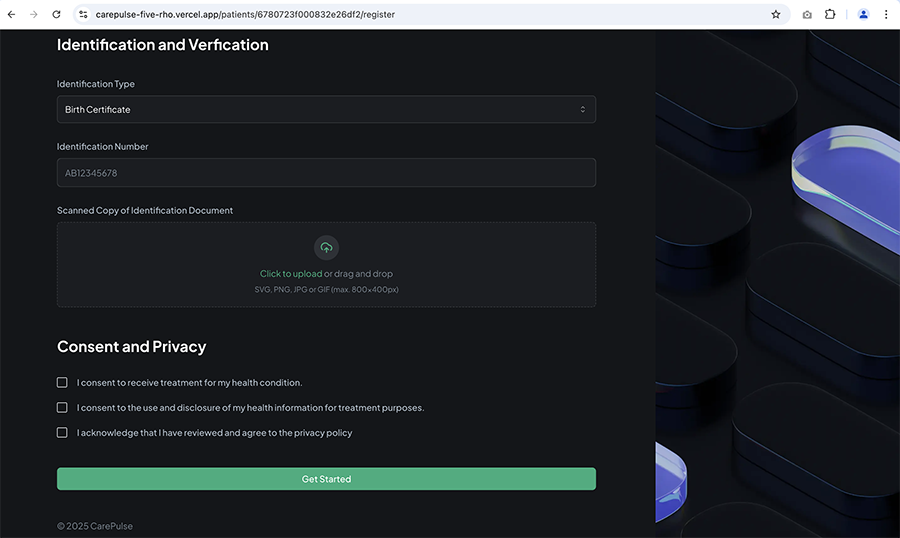 carepulse-five-rho.vercel.app/patients/6780723f000832e26df2/register
Identification and Verfication
Identification Type
Birth Certificate
Identification Number
AB12345678
Scanned Copy of Identification Document
Click to upload or drag and drop
SVG, PNG, JPG or GIF (max. 800×400px)
Consent and Privacy
I consent to receive treatment for my health condition.
I consent to the use and disclosure of my health information for treatment purposes.
I acknowledge that I have reviewed and agree to the privacy policy
Get Started
© 2025 CarePulse